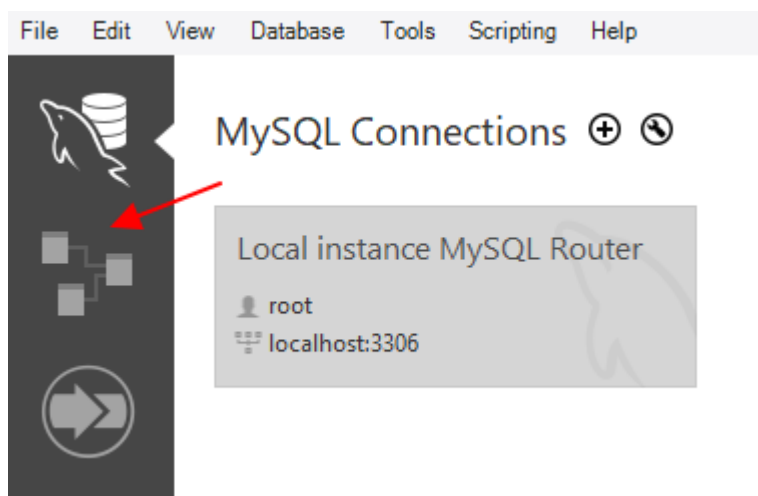 File Edit View Database Tools Scripting Help
MySQL Connections
Local instance MySQL Router
root
localhost:3306